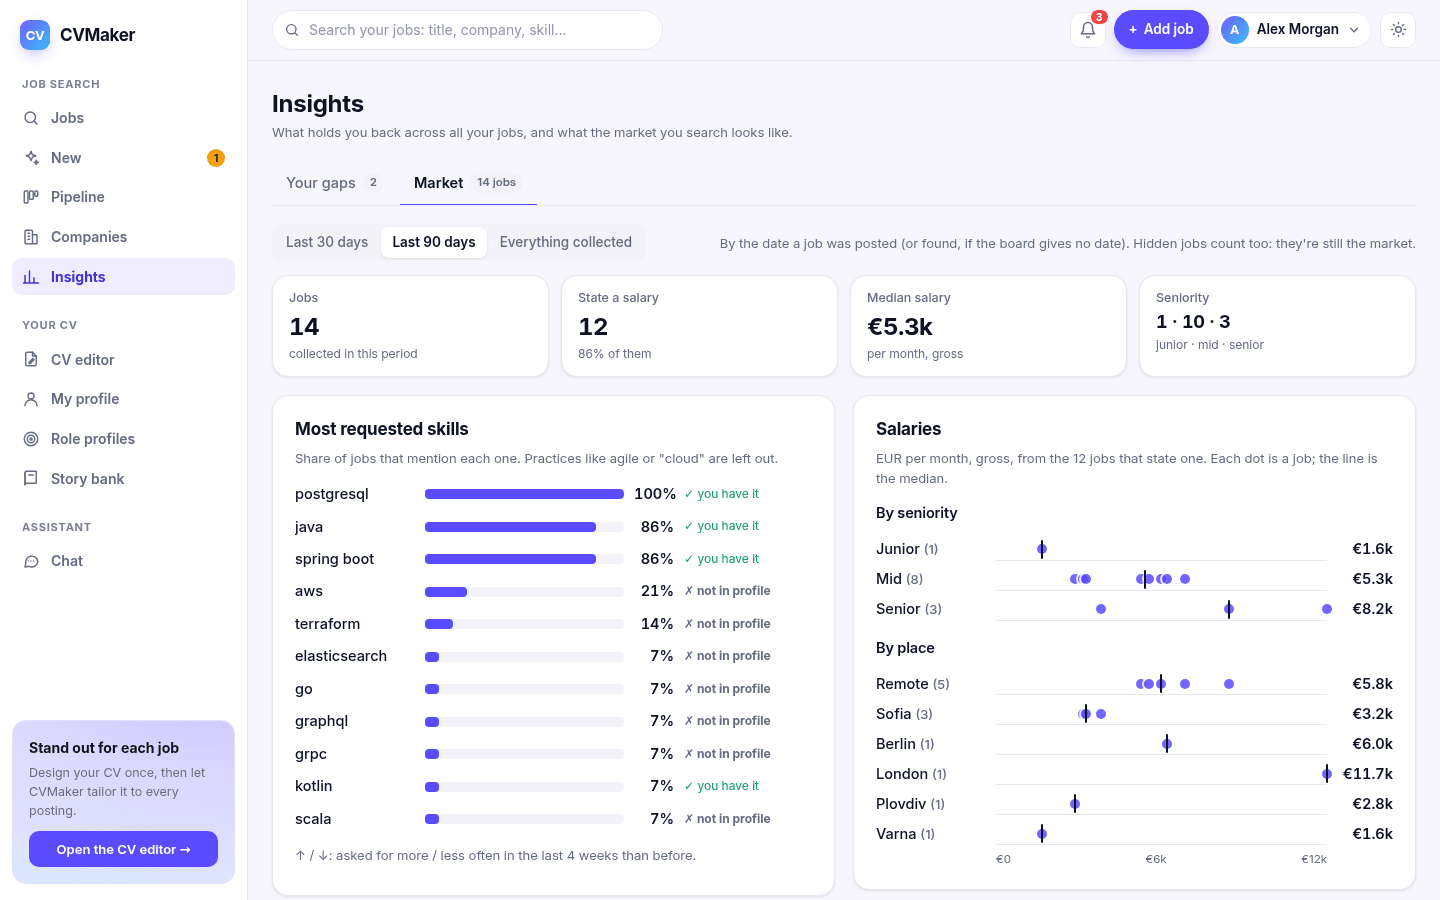 CV CVMaker
JOB SEARCH
Jobs
New 1
Pipeline
Companies
Insights
YOUR CV
CV editor
My profile
Role profiles
Story bank
ASSISTANT
Chat
Stand out for each job
Design your CV once, then let
CVMaker tailor it to every
posting.
Open the CV editor →
Search your jobs: title, company, skill...
3
+ Add job
A Alex Morgan
Insights
What holds you back across all your jobs, and what the market you search looks like.
Your gaps 2 Market 14 jobs
Last 30 days Last 90 days Everything collected
By the date a job was posted (or found, if the board gives no date). Hidden jobs count too: they're still the market.
Jobs
14
collected in this period
State a salary
12
86% of them
Median salary
€5.3k
per month, gross
Seniority
1 · 10 · 3
junior · mid · senior
Most requested skills
Share of jobs that mention each one. Practices like agile or "cloud" are left out.
postgresql 100% ✓ you have it
java 86% ✓ you have it
spring boot 86% ✓ you have it
aws 21% ✗ not in profile
terraform 14% ✗ not in profile
elasticsearch 7% ✗ not in profile
go 7% ✗ not in profile
graphql 7% ✗ not in profile
grpc 7% ✗ not in profile
kotlin 7% ✓ you have it
scala 7% ✗ not in profile
↑ / ↓: asked for more / less often in the last 4 weeks than before.
Salaries
EUR per month, gross, from the 12 jobs that state one. Each dot is a job; the line is
the median.
By seniority
Junior (1) €1.6k
Mid (8) €5.3k
Senior (3) €8.2k
By place
Remote (5) €5.8k
Sofia (3) €3.2k
Berlin (1) €6.0k
London (1) €11.7k
Plovdiv (1) €2.8k
Varna (1) €1.6k
€0 €6k €12k